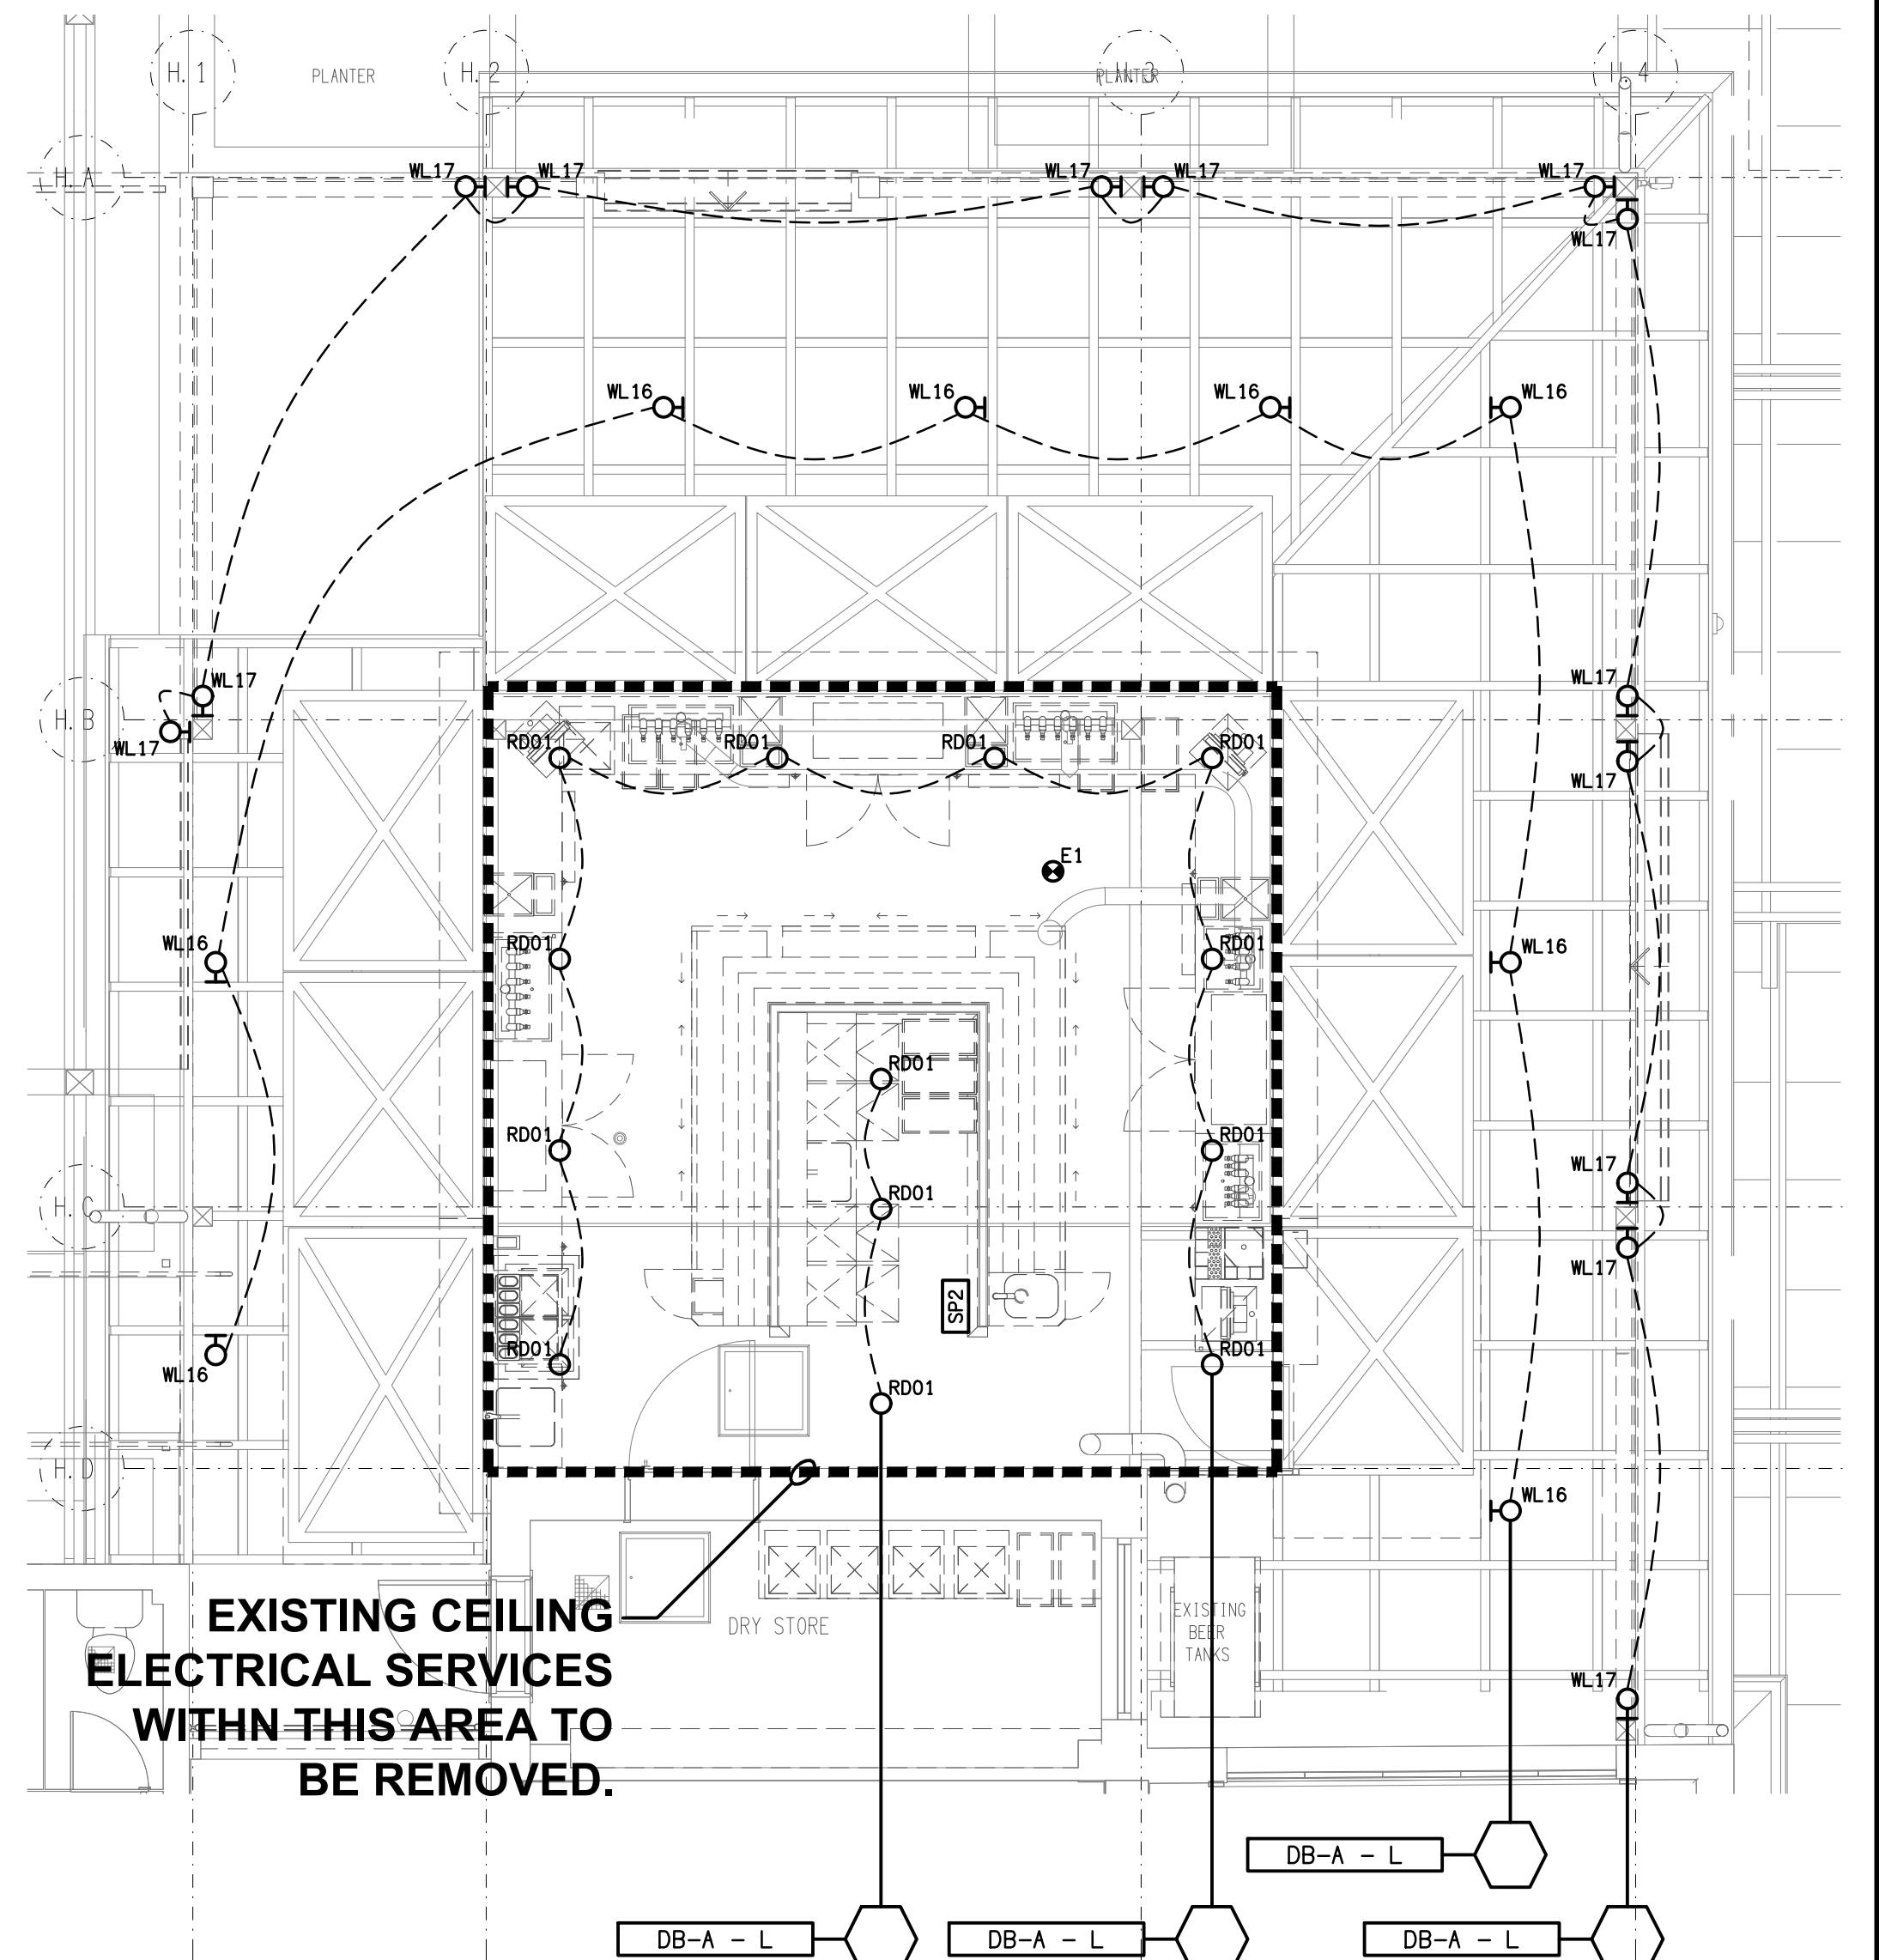 H.1
PLANTER
H.2
PLANTER
H.3
H.4
H.A
WL17
WL17
WL17
WL17
WL17
WL17
WL16
WL16
WL16
WL16
WL17
WL17
H.B
WL17
WL17
RD01
RD01
RD01
RD01
E1
WL16
RD01
RD01
WL16
RD01
RD01
RD01
WL17
H.C
RD01
WL17
SP2
WL16
RD01
RD01
RD01
H.D
WL16
EXISTING CEILING
ELECTRICAL SERVICES
WITHN THIS AREA TO
BE REMOVED.
DRY STORE
EXISTING
BEER
TANKS
WL17
DB-A - L
DB-A - L
DB-A - L
DB-A - L